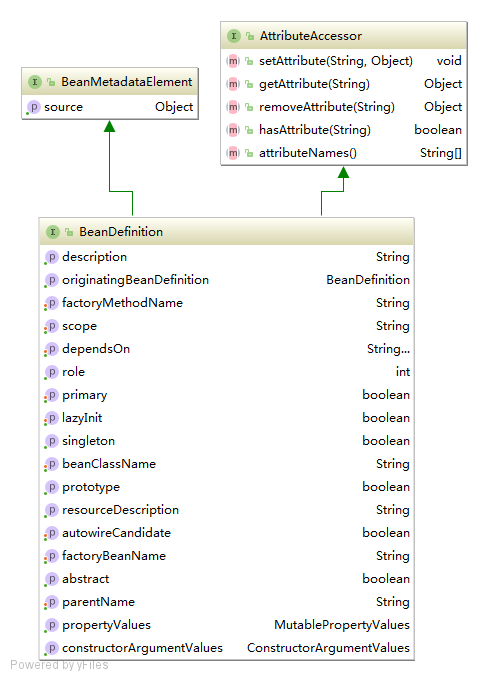 AttributeAccessor
setAttribute(String, Object) void
getAttribute(String) Object
removeAttribute(String) Object
hasAttribute(String) boolean
attributeNames() String[]
BeanMetadataElement
source Object
BeanDefinition
description String
originatingBeanDefinition BeanDefinition
factoryMethodName String
scope String
dependsOn String...
role int
primary boolean
lazyInit boolean
singleton boolean
beanClassName String
prototype boolean
resourceDescription String
autowireCandidate boolean
factoryBeanName String
abstract boolean
parentName String
propertyValues MutablePropertyValues
constructorArgumentValues ConstructorArgumentValues
Powered by yFiles